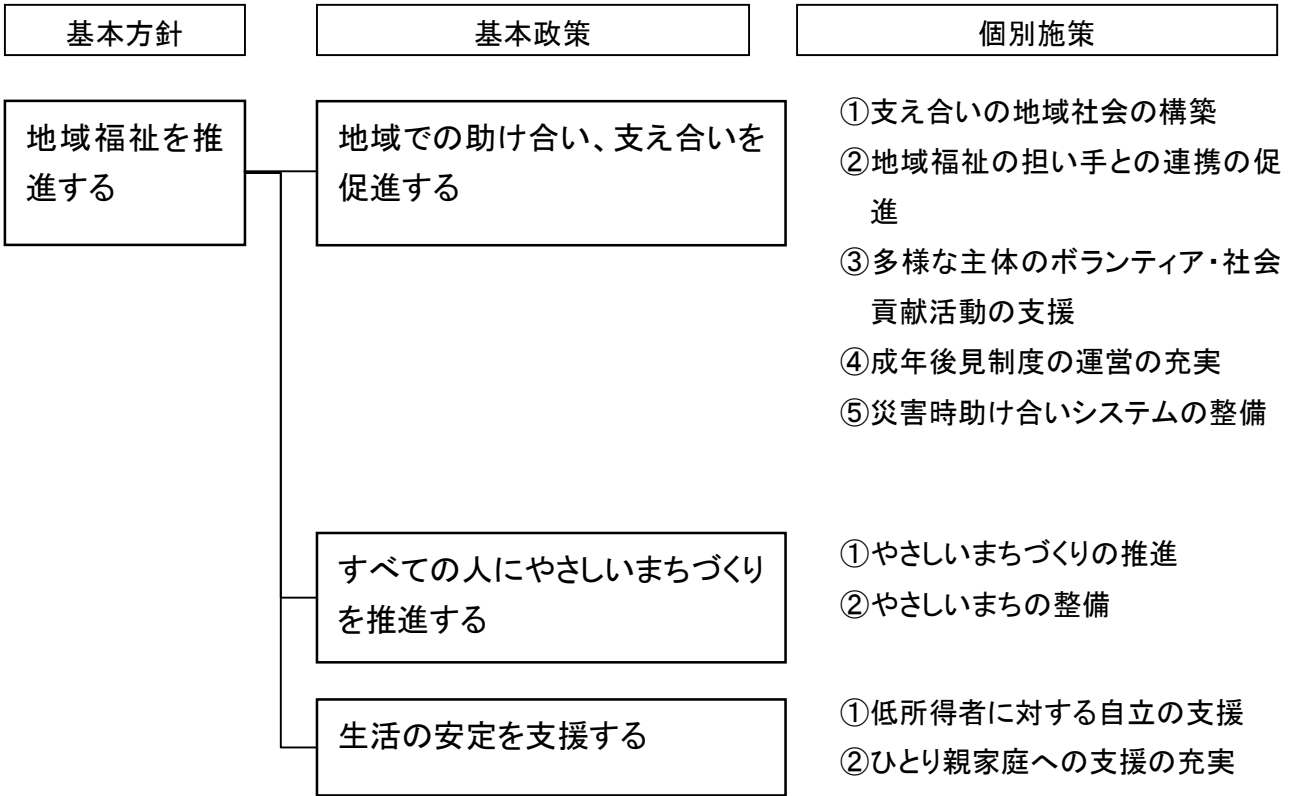 基本方針
基本政策
個別施策
地域福祉を推
進する
地域での助け合い、支え合いを
促進する
①支え合いの地域社会の構築
②地域福祉の担い手との連携の促
進
③多様な主体のボランティア・社会
貢献活動の支援
④成年後見制度の運営の充実
⑤災害時助け合いシステムの整備
すべての人にやさしいまちづくり
を推進する
①やさしいまちづくりの推進
②やさしいまちの整備
生活の安定を支援する
①低所得者に対する自立の支援
②ひとり親家庭への支援の充実